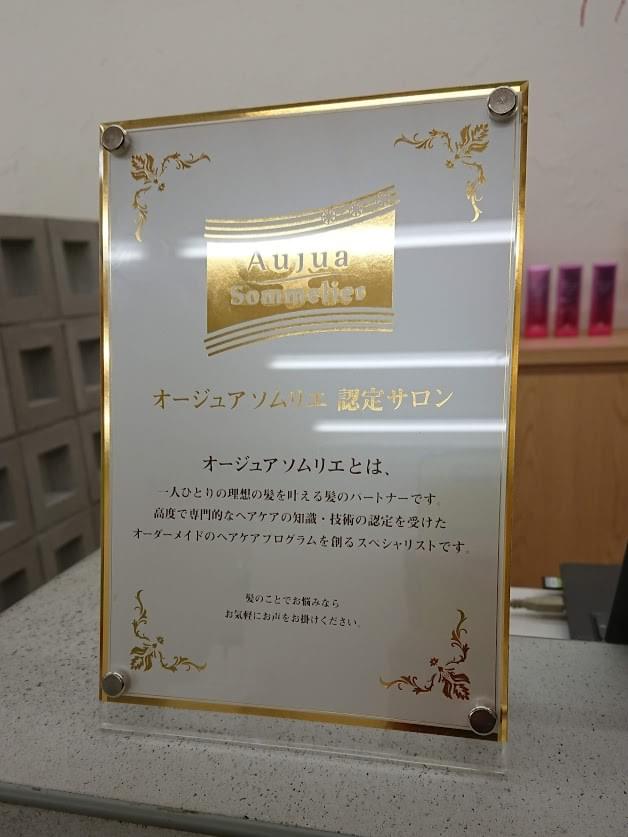 Aujua
Sommelier
オージュア ソムリエ 認定サロン
オージュア ソムリエとは、
一人ひとりの理想の髪を叶える髪のパートナーです。
高度で専門的なヘアケアの知識・技術の認定を受けた
オーダーメイドのヘアケアプログラムを創るスペシャリストです。
髪のことでお悩みなら
お気軽にお声をお掛けください。